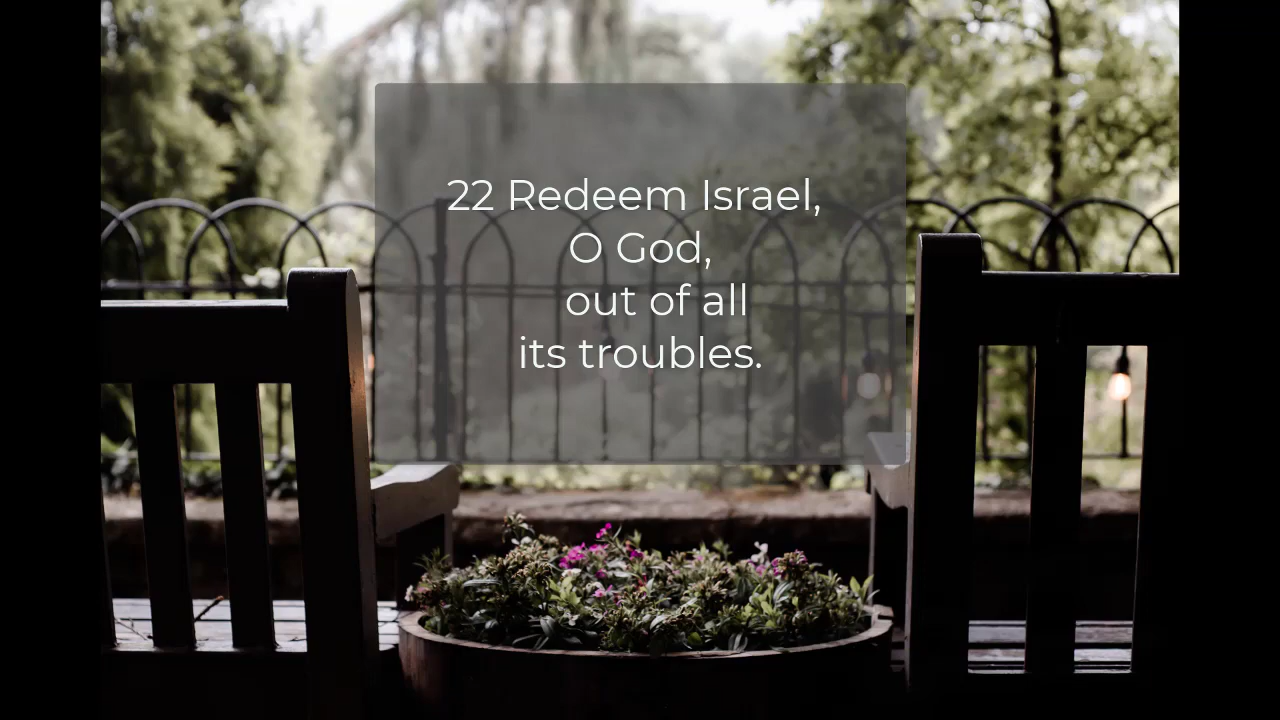 22 Redeem Israel,
O God,
out of all
its troubles.